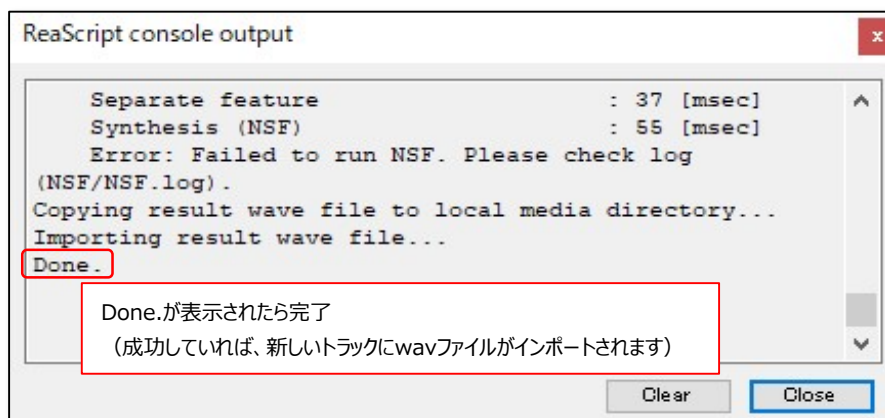 ReaScript console output
x
Separate feature : 37 [msec]
Synthesis (NSF) : 55 [msec]
Error: Failed to run NSF. Please check log
(NSF/NSF.log).
Copying result wave file to local media directory...
Importing result wave file...
Done.
Done.が表示されたら完了
（成功していれば、新しいトラックにwavファイルがインポートされます）
Clear
Close